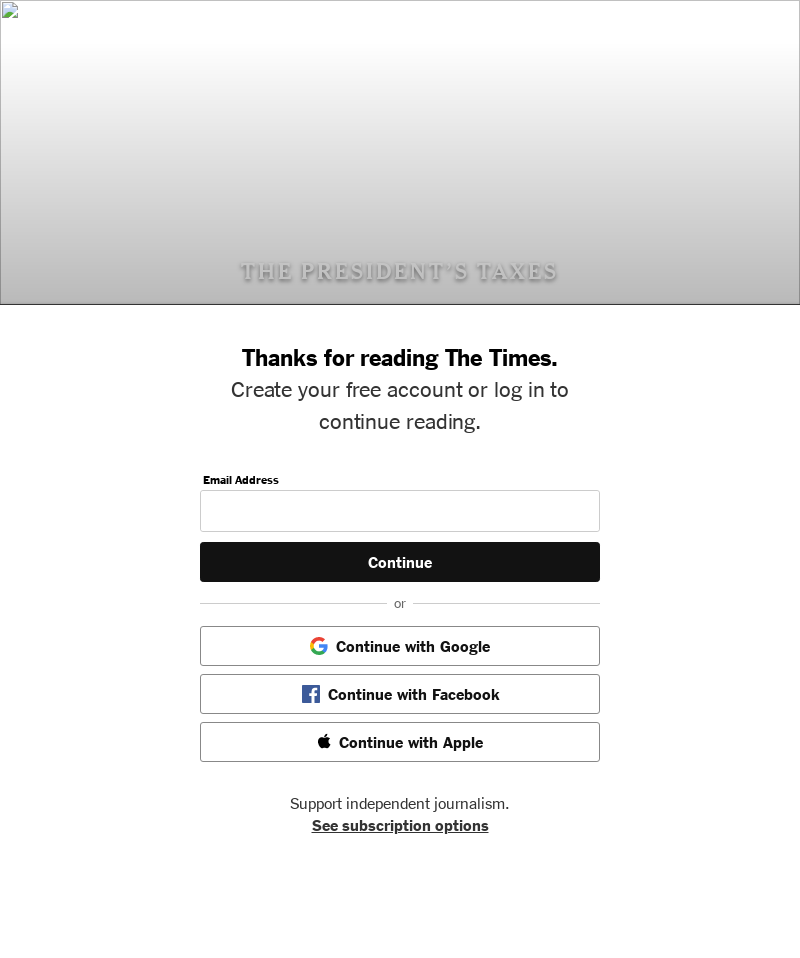 THE PRESIDENT’S TAXES
Thanks for reading The Times.
Create your free account or log in to
continue reading.
Email Address
Continue
or
Continue with Google
Continue with Facebook
Continue with Apple
Support independent journalism.
See subscription options